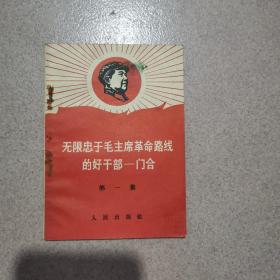 无限忠于毛主席革命路线
的好干部—门合
第一集
人民出版社